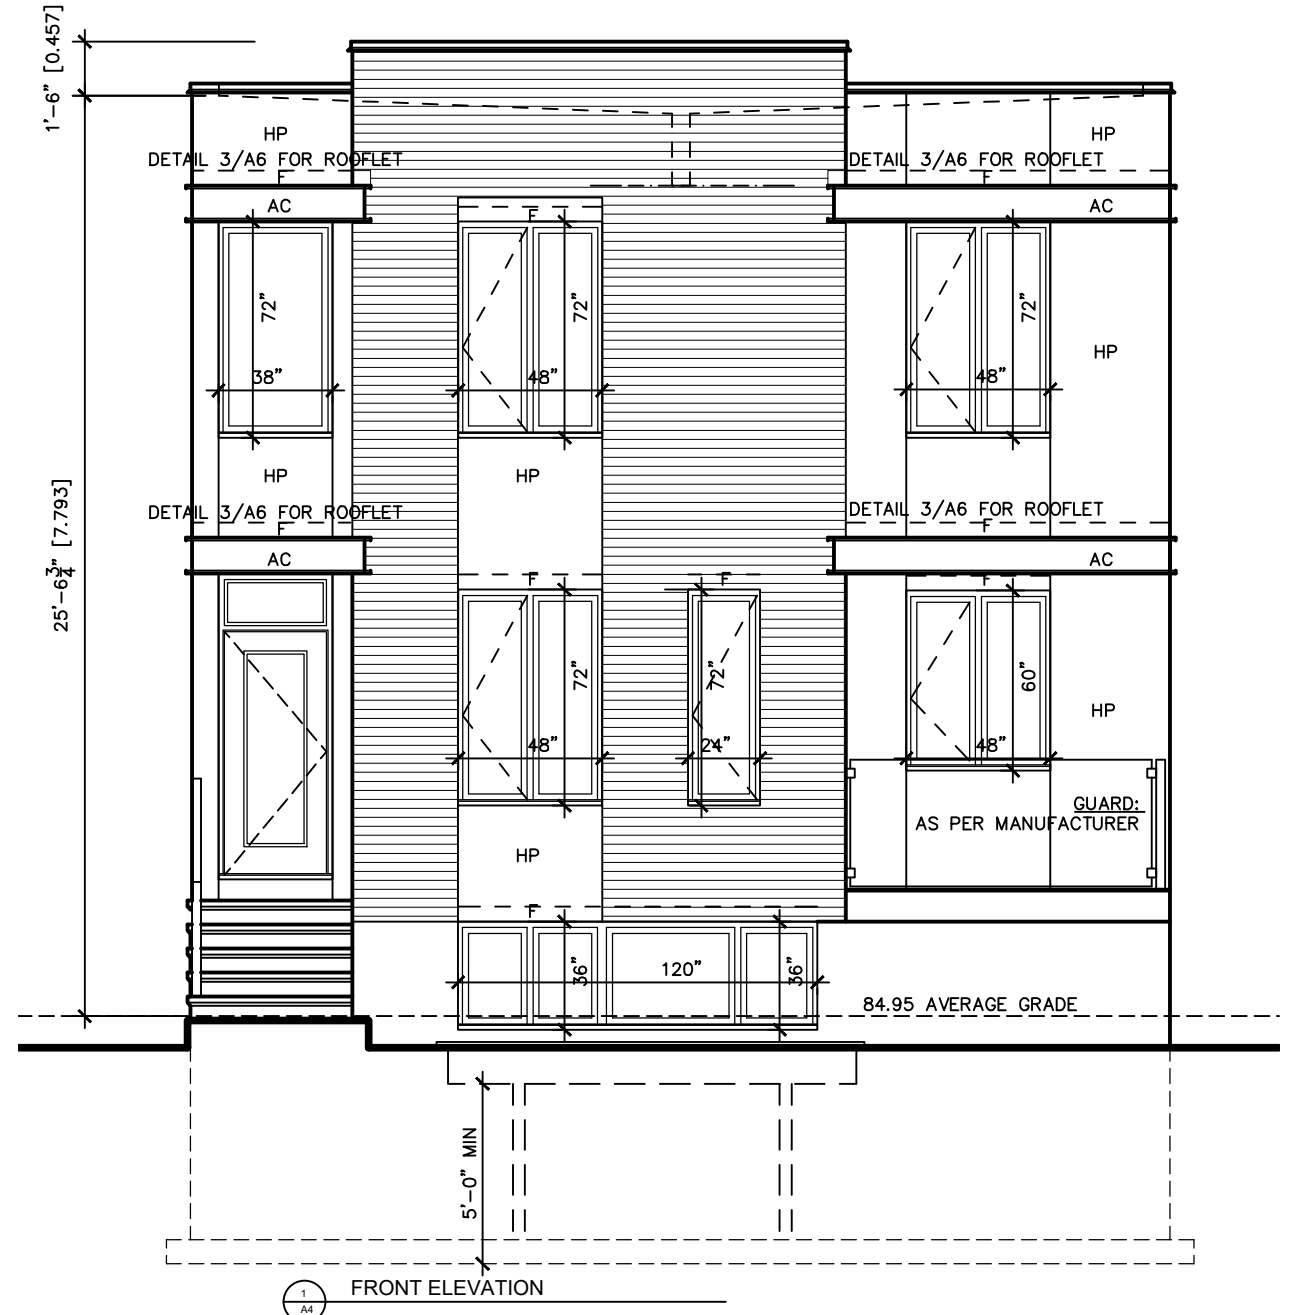 1'-6" [0.457]
HP
HP
DETAIL 3/A6 FOR ROOFLET
DETAIL 3/A6 FOR ROOFLET
F
F
AC
AC
F
72"
72"
72"
HP
38"
48"
48"
HP
HP
DETAIL 3/A6 FOR ROOFLET
DETAIL 3/A6 FOR ROOFLET
F
F
25'-6 3/4" [7.793]
AC
AC
F
F
F
72"
72"
60"
HP
48"
24"
48"
GUARD:
AS PER MANUFACTURER
HP
F
36"
120"
36"
84.95 AVERAGE GRADE
5'-0" MIN
1
A4
FRONT ELEVATION